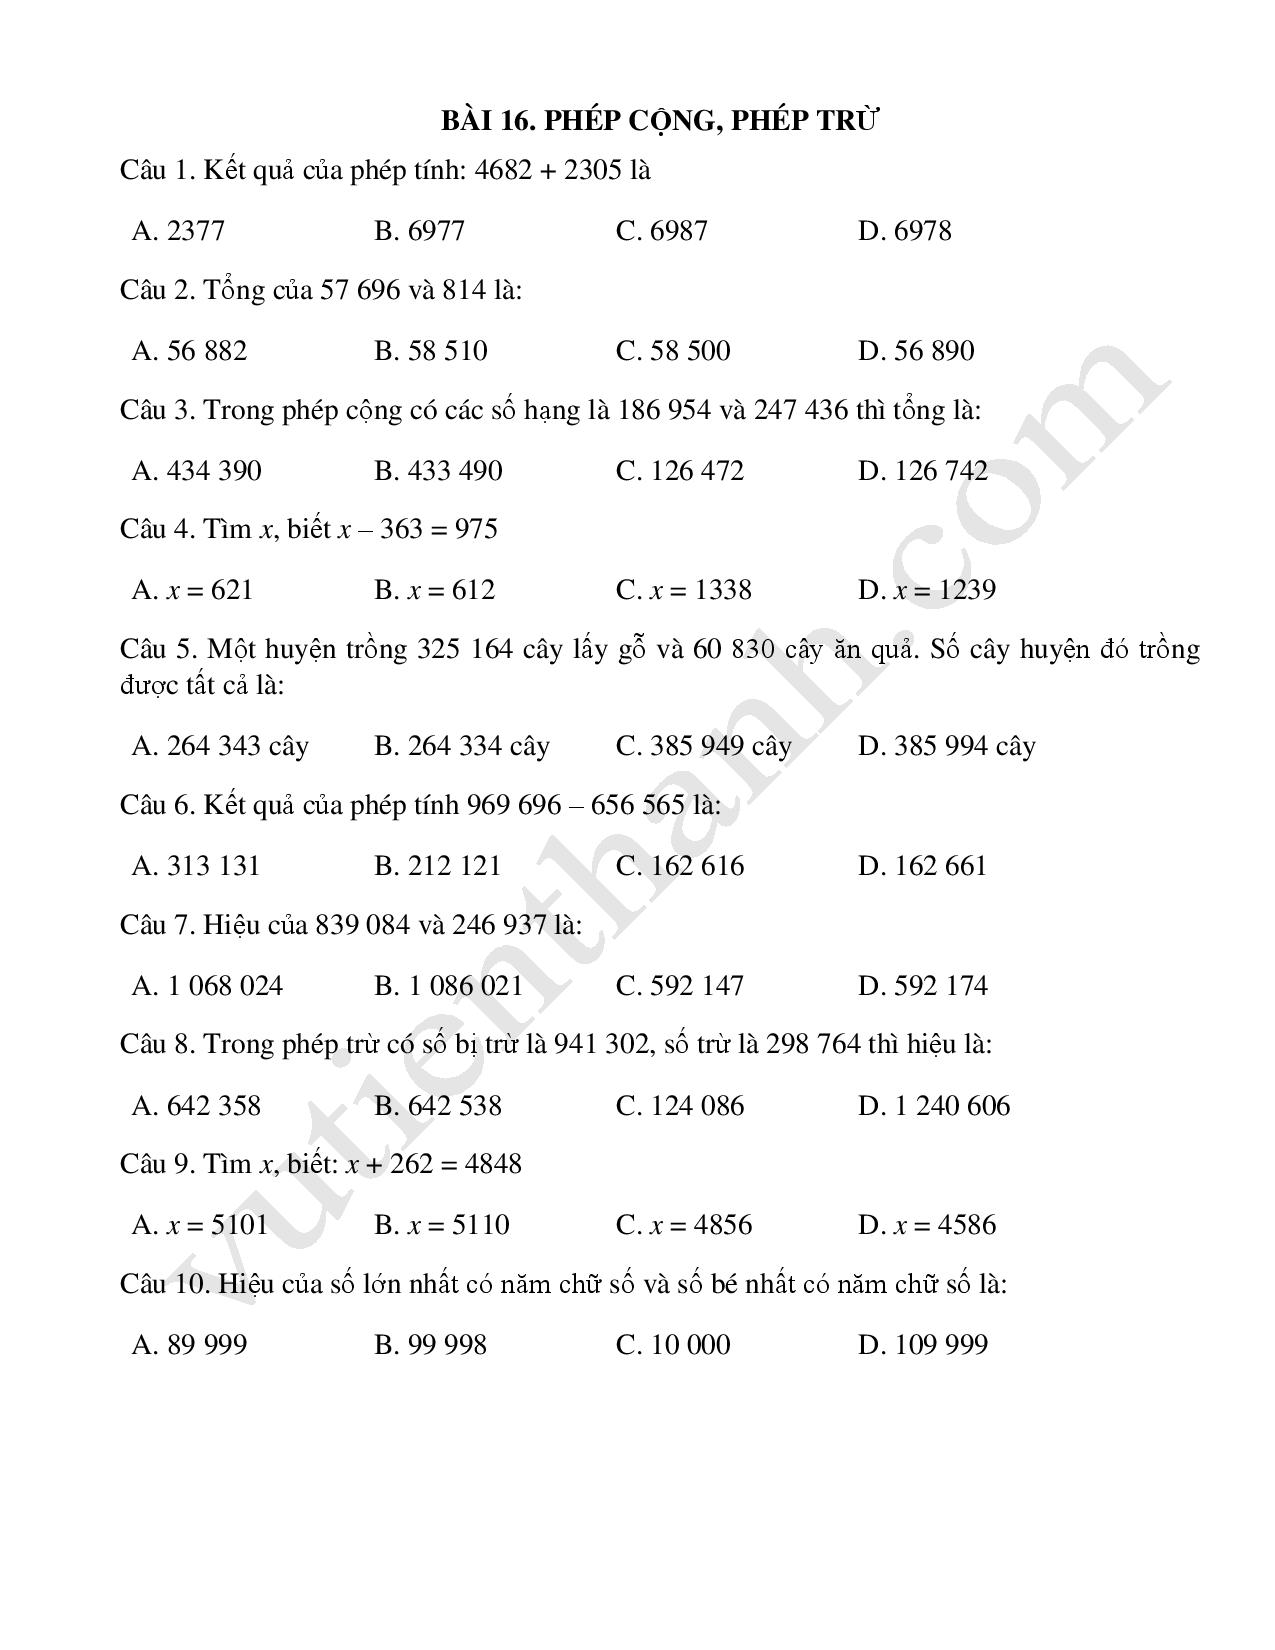 BÀI 16. PHÉP CỘNG, PHÉP TRỪ
Câu 1. Kết quả của phép tính: 4682 + 2305 là
A. 2377 B. 6977 C. 6987 D. 6978
Câu 2. Tổng của 57 696 và 814 là:
A. 56 882 B. 58 510 C. 58 500 D. 56 890
Câu 3. Trong phép cộng có các số hạng là 186 954 và 247 436 thì tổng là:
A. 434 390 B. 433 490 C. 126 472 D. 126 742
Câu 4. Tìm x, biết x – 363 = 975
A. x = 621 B. x = 612 C. x = 1338 D. x = 1239
Câu 5. Một huyện trồng 325 164 cây lấy gỗ và 60 830 cây ăn quả. Số cây huyện đó trồng
được tất cả là:
A. 264 343 cây B. 264 334 cây C. 385 949 cây D. 385 994 cây
Câu 6. Kết quả của phép tính 969 696 – 656 565 là:
A. 313 131 B. 212 121 C. 162 616 D. 162 661
Câu 7. Hiệu của 839 084 và 246 937 là:
A. 1 068 024 B. 1 086 021 C. 592 147 D. 592 174
Câu 8. Trong phép trừ có số bị trừ là 941 302, số trừ là 298 764 thì hiệu là:
A. 642 358 B. 642 538 C. 124 086 D. 1 240 606
Câu 9. Tìm x, biết: x + 262 = 4848
A. x = 5101 B. x = 5110 C. x = 4856 D. x = 4586
Câu 10. Hiệu của số lớn nhất có năm chữ số và số bé nhất có năm chữ số là:
A. 89 999 B. 99 998 C. 10 000 D. 109 999
vutienthanh.com